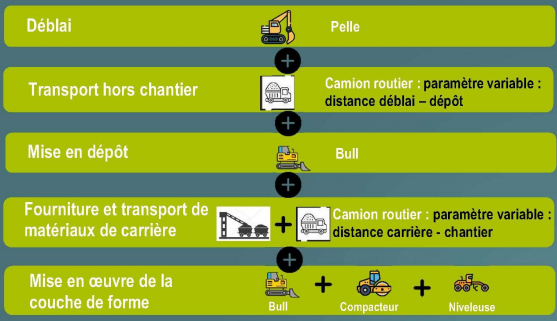 Déblai
Pelle
Transport hors chantier
Camion routier : paramètre variable :
distance déblai – dépôt
Mise en dépôt
Bull
Fourniture et transport de
matériaux de carrière
Camion routier : paramètre variable :
distance carrière - chantier
Mise en œuvre de la
couche de forme
Bull
Compacteur
Niveleuse